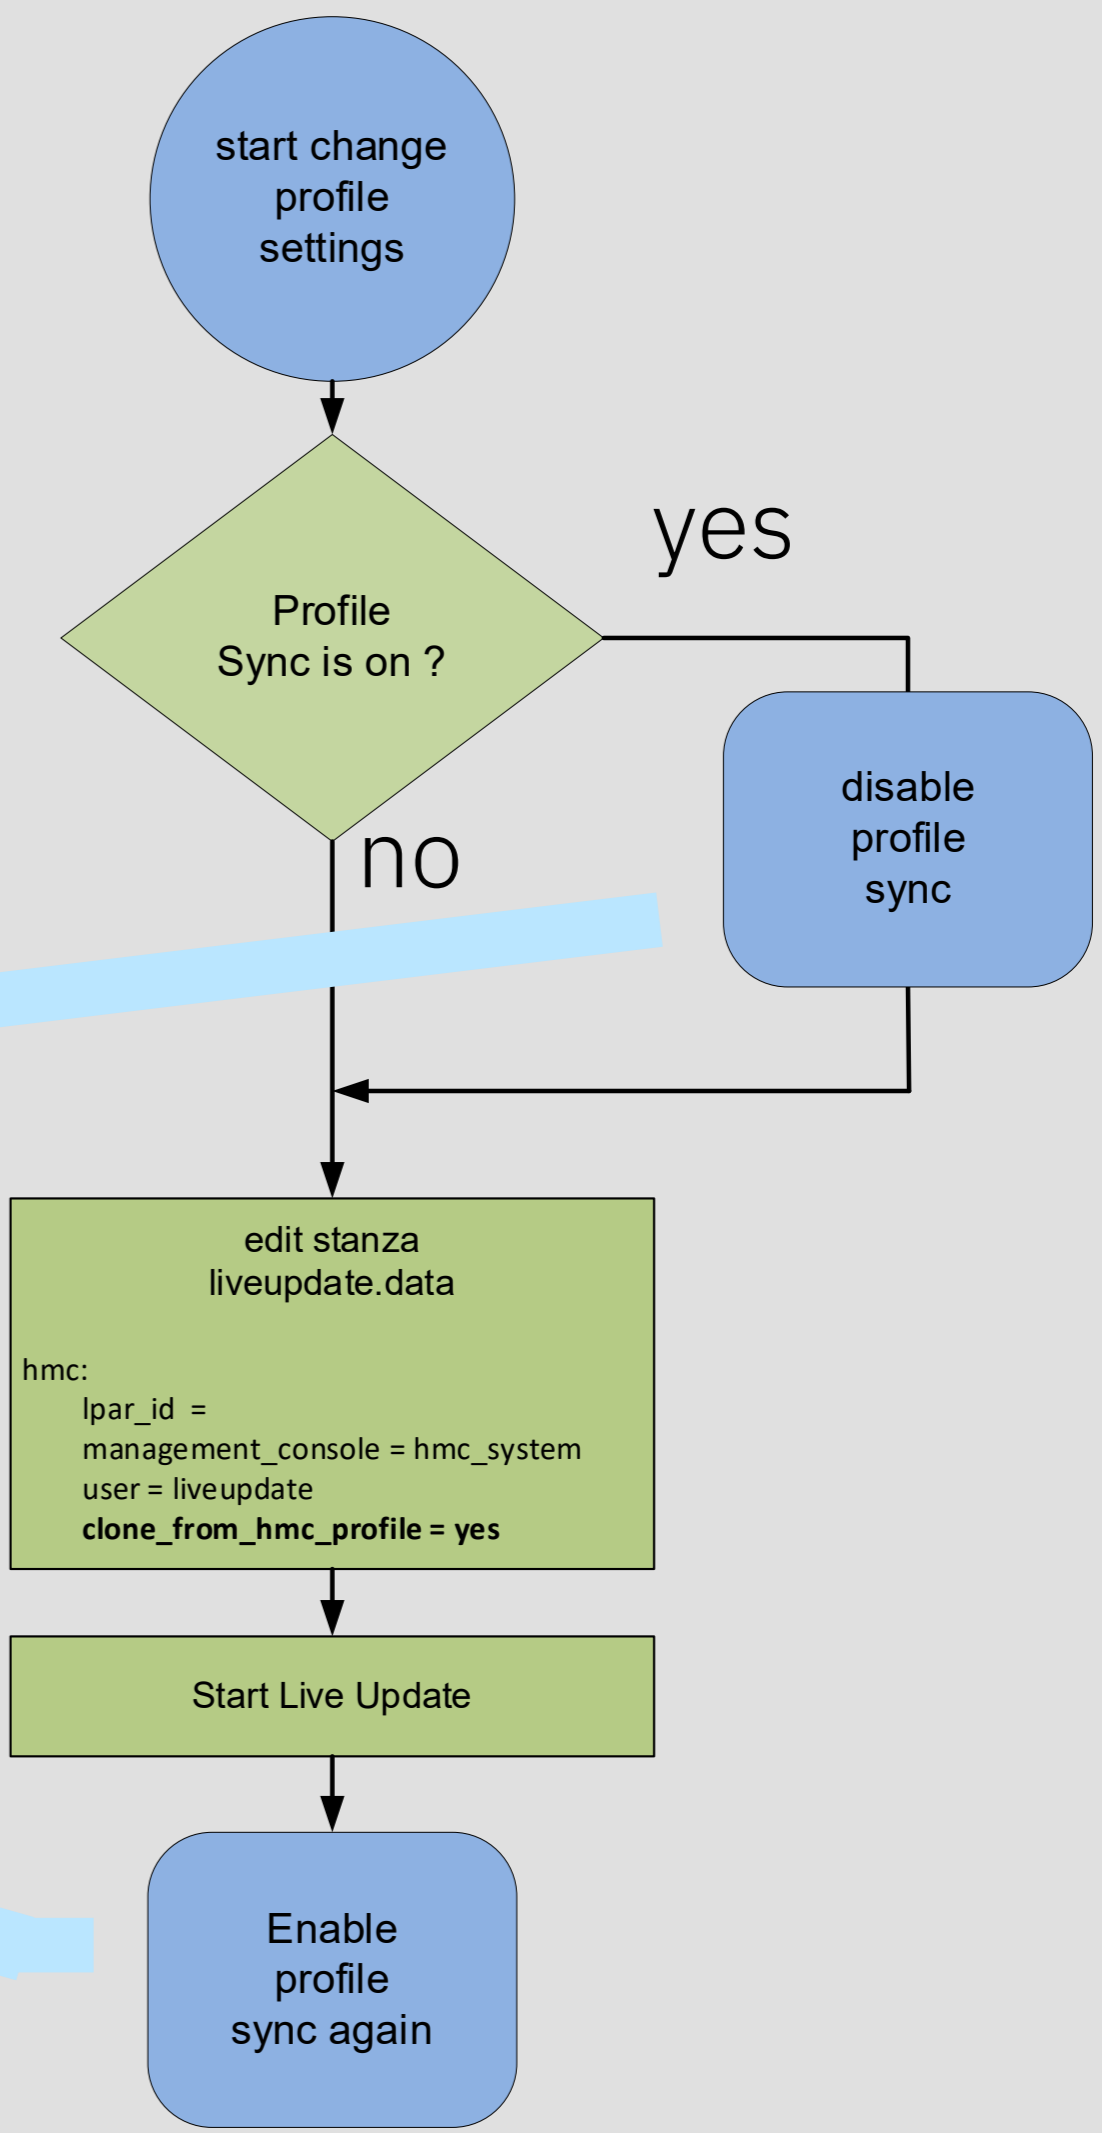 start change
profile
settings
yes
Profile
Sync is on ?
disable
profile
sync
no
edit stanza
liveupdate.data
hmc:
lpar_id =
management_console = hmc_system
user = liveupdate
clone_from_hmc_profile = yes
Start Live Update
Enable
profile
sync again